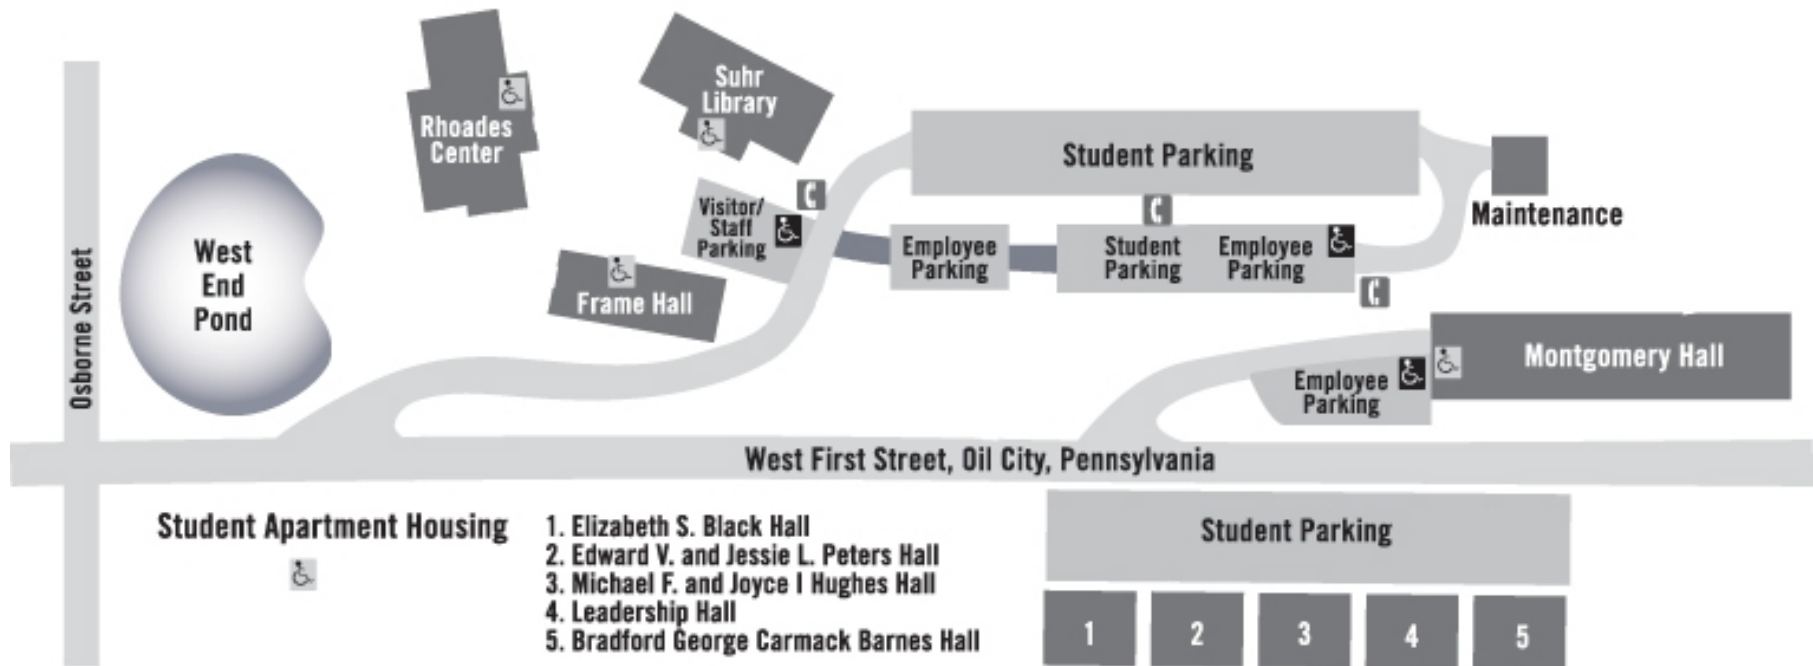 Suhr
Library
Rhoades
Center
Student Parking
Visitor/
Staff
Parking
Maintenance
Employee
Parking
Student
Parking
Employee
Parking
West
End
Pond
Osborne Street
Frame Hall
Montgomery Hall
Employee
Parking
West First Street, Oil City, Pennsylvania
Student Apartment Housing
1. Elizabeth S. Black Hall
2. Edward V. and Jessie L. Peters Hall
3. Michael F. and Joyce I Hughes Hall
4. Leadership Hall
5. Bradford George Carmack Barnes Hall
Student Parking
1
2
3
4
5